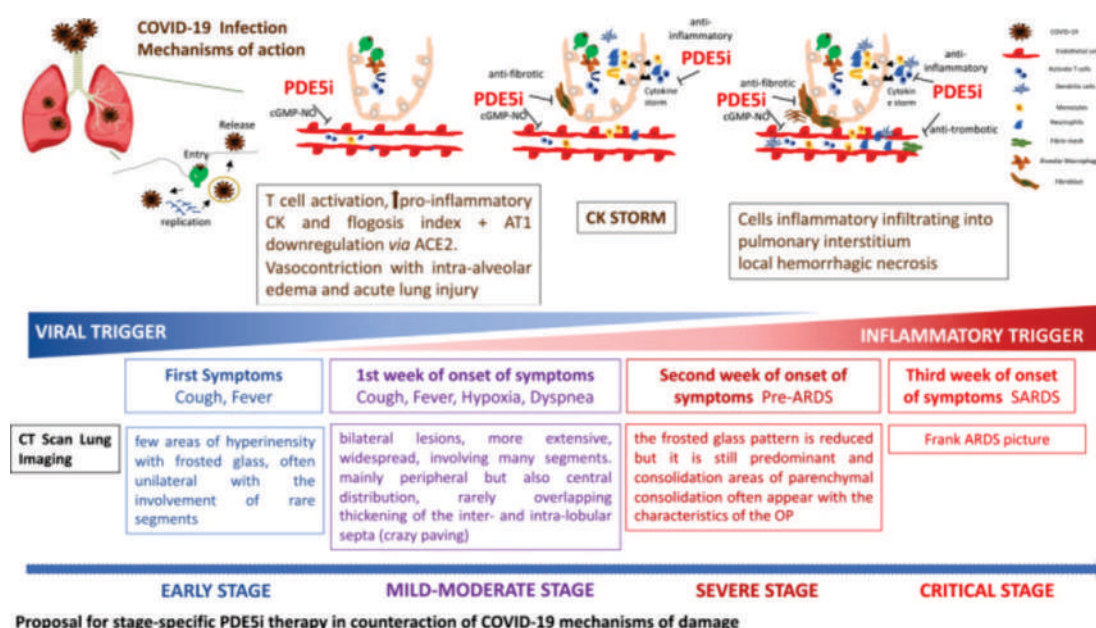 COVID-19 Infection
Mechanisms of action
Release
Entry
replication
PDE5i
cGMP-NO
anti-fibrotic
PDE5i
cGMP-NO
anti-
inflammatory
PDE5i
Cytokine
storm
anti-fibrotic
PDE5i
cGMP-NO
anti-
inflammatory
PDE5i
Cytokin
e storm
anti-trombotic
COVID-19
Endothelial cell
Activate T-cells
Dendritic cells
Monocytes
Neutrophils
Fibrin mesh
Alveolar Macrophag
Fibroblast
T cell activation, ⬆pro-inflammatory
CK and flogosis index + AT1
downregulation via ACE2.
Vasocontriction with intra-alveolar
edema and acute lung injury
CK STORM
Cells inflammatory infiltrating into
pulmonary interstitium
local hemorrhagic necrosis
VIRAL TRIGGER
INFLAMMATORY TRIGGER
First Symptoms
Cough, Fever
1st week of onset of symptoms
Cough, Fever, Hypoxia, Dyspnea
Second week of onset of
symptoms Pre-ARDS
Third week of onset
of symptoms SARDS
CT Scan Lung
Imaging
few areas of hyperinensity
with frosted glass, often
unilateral with the
involvement of rare
segments
bilateral lesions, more extensive,
widespread, involving many segments.
mainly peripheral but also central
distribution, rarely overlapping
thickening of the inter- and intra-lobular
septa (crazy paving)
the frosted glass pattern is reduced
but it is still predominant and
consolidation areas of parenchymal
consolidation often appear with the
characteristics of the OP
Frank ARDS picture
EARLY STAGE
MILD-MODERATE STAGE
SEVERE STAGE
CRITICAL STAGE
Proposal for stage-specific PDE5i therapy in counteraction of COVID-19 mechanisms of damage